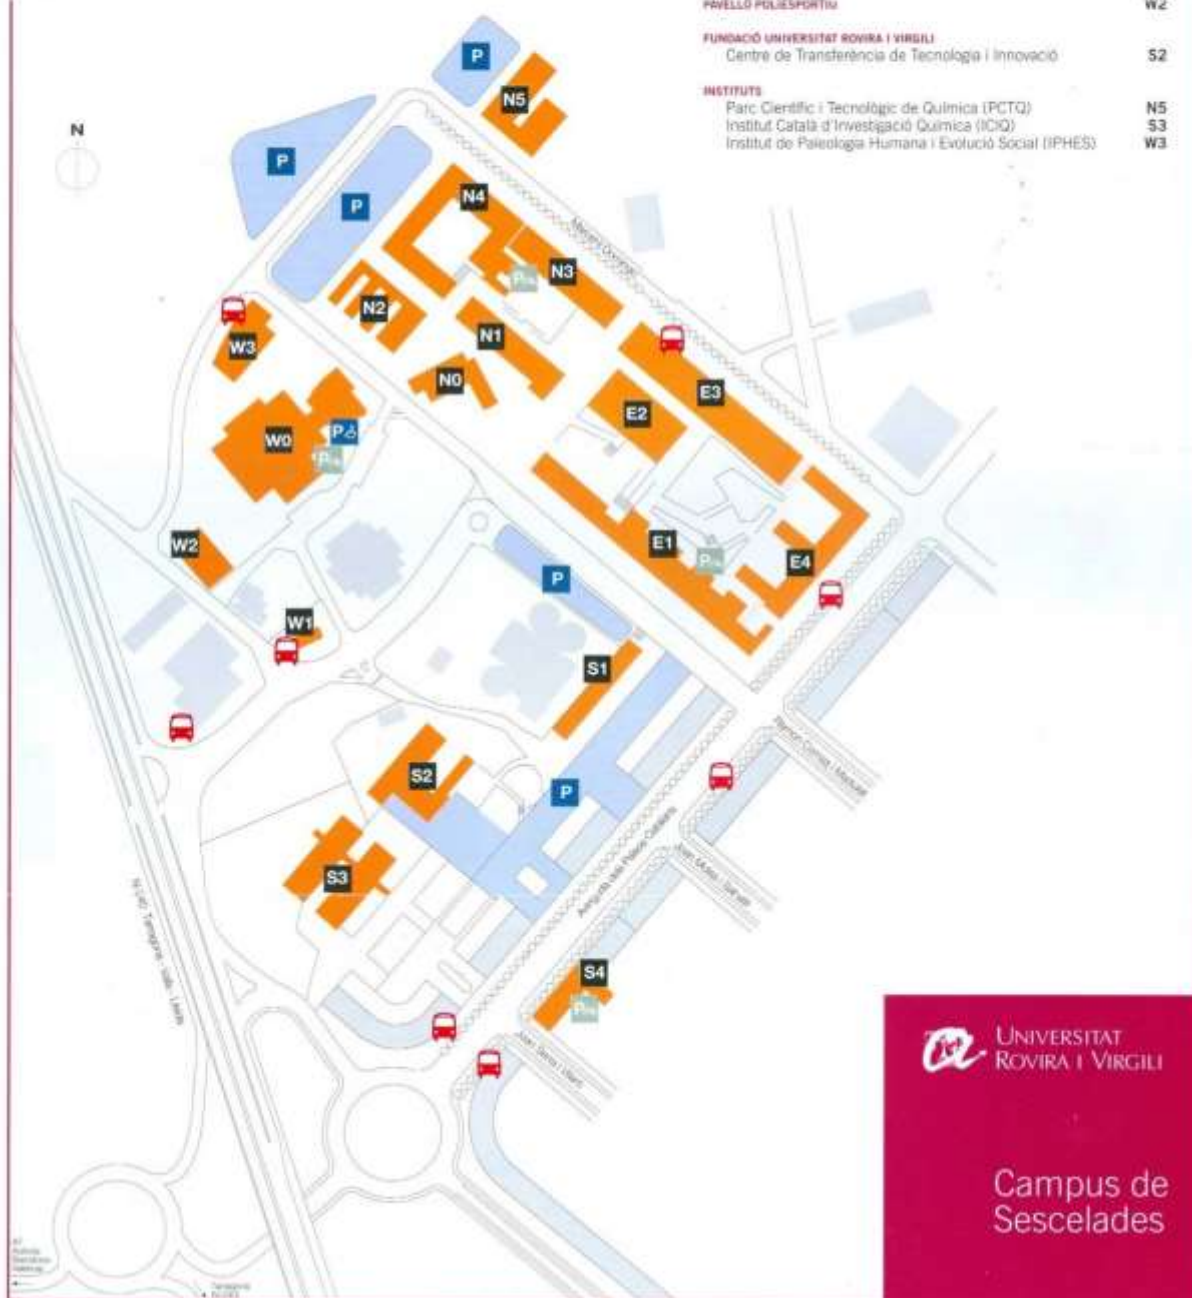 PAVELLÓ POLIESPORTIU W2
FUNDACIÓ UNIVERSITAT ROVIRA I VIRGILI
Centre de Transferència de Tecnologia i Innovació S2
INSTITUTS
Parc Científic i Tecnològic de Química (PCTQ) N5
Institut Català d'Investigació Química (ICIQ) S3
Institut de Paleologia Humana i Evolució Social (IPHES) W3
N
P
N5
P
P
N4
N3
N2
N1
W3
N0
E3
E2
W0
P
W2
E1
E4
P
W1
S1
S2
P
Avinguda dels Països Catalans
S3
N-240 Tarragona - Valls - Lleida
S4
UNIVERSITAT
ROVIRA I VIRGILI
Campus de
Sescelades